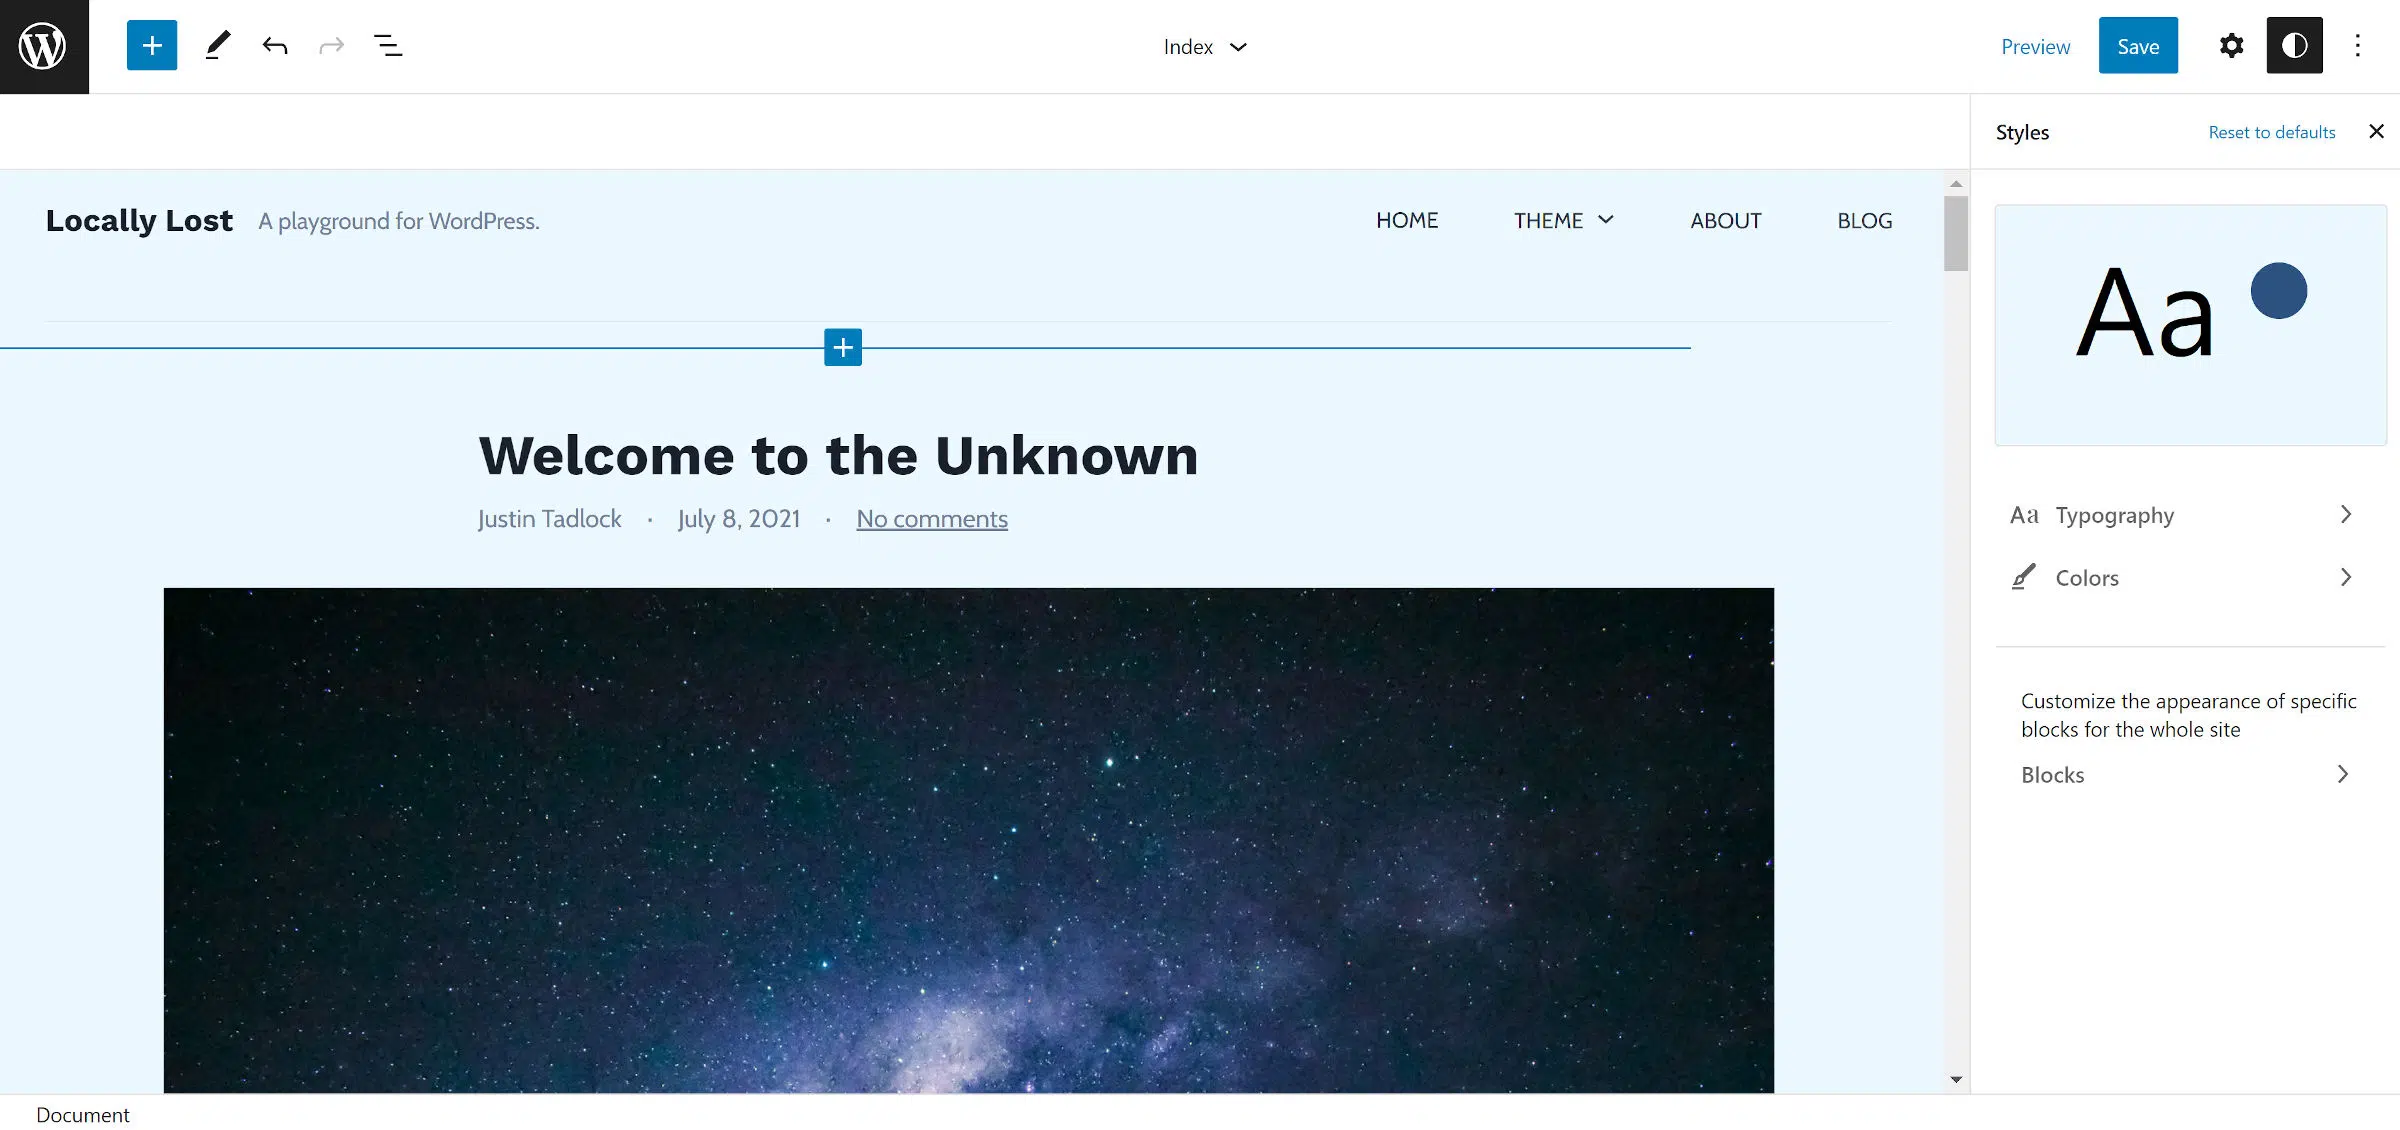 Index
Preview
Save
Styles
Reset to defaults
Locally Lost
A playground for WordPress.
HOME
THEME
ABOUT
BLOG
Aa
Welcome to the Unknown
Justin Tadlock · July 8, 2021 · No comments
Aa Typography
Colors
Customize the appearance of specific
blocks for the whole site
Blocks
Document